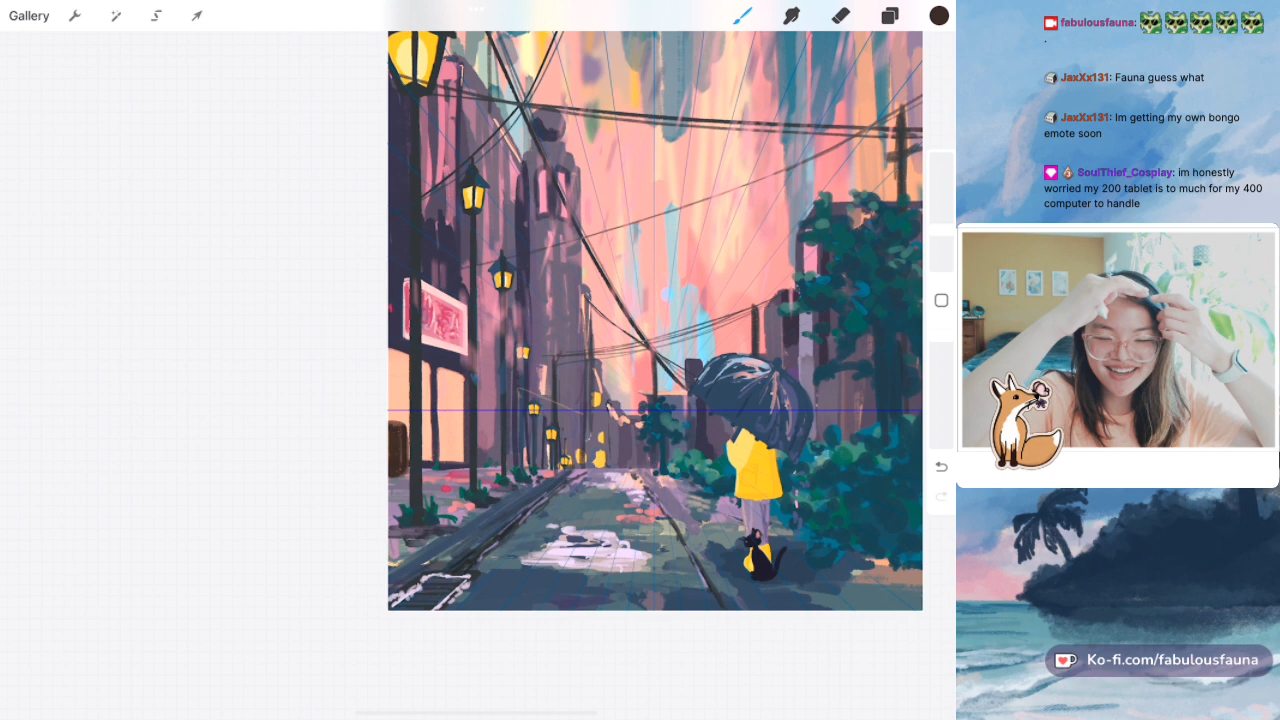 Gallery
fabulousfauna:
.
JaxXx131: Fauna guess what
JaxXx131: Im getting my own bongo
emote soon
SoulThief_Cosplay: im honestly
worried my 200 tablet is to much for my 400
computer to handle
Ko-fi.com/fabulousfauna